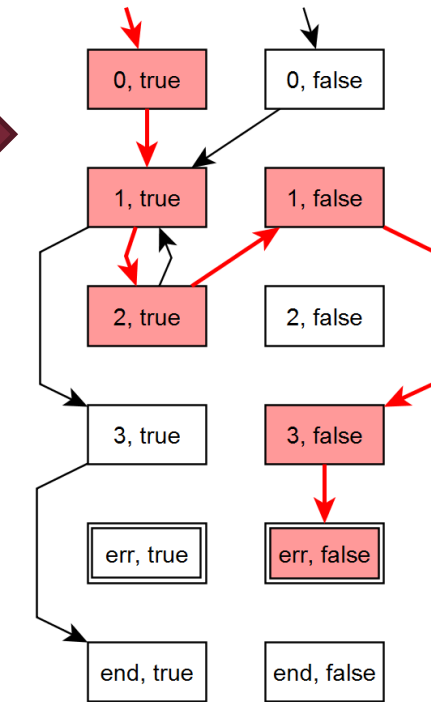 0, true
0, false
1, true
1, false
2, true
2, false
3, true
3, false
err, true
err, false
end, true
end, false